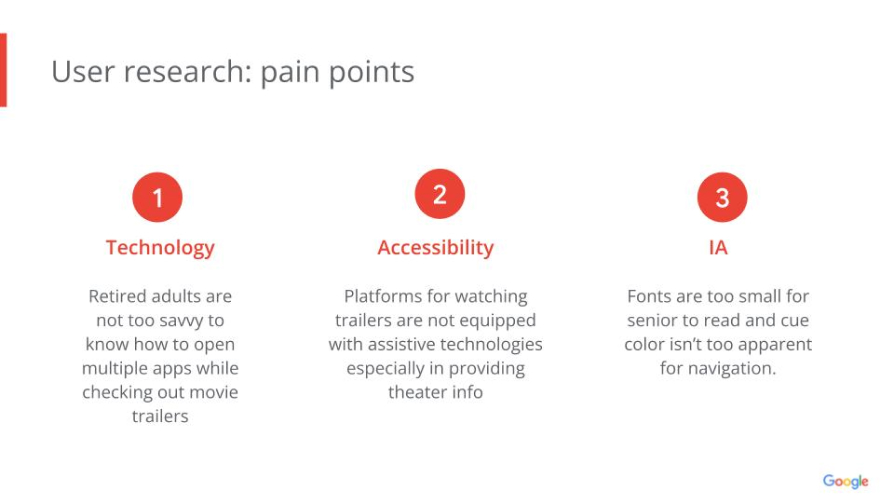 User research: pain points
1
Technology
Retired adults are
not too savvy to
know how to open
multiple apps while
checking out movie
trailers
2
Accessibility
Platforms for watching
trailers are not equipped
with assistive technologies
especially in providing
theater info
3
IA
Fonts are too small for
senior to read and cue
color isn’t too apparent
for navigation.
Google